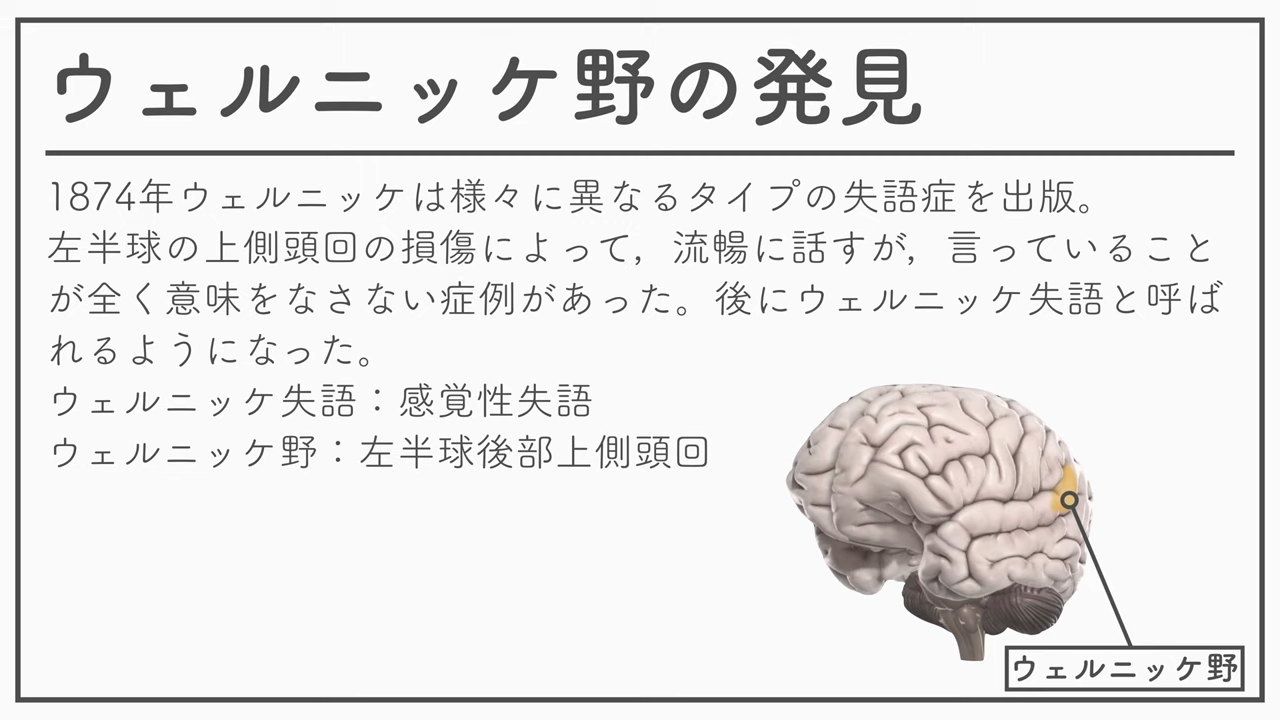 ウェルニッケ野の発見
1874年ウェルニッケは様々に異なるタイプの失語症を出版。
左半球の上側頭回の損傷によって，流暢に話すが，言っていること
が全く意味をなさない症例があった。後にウェルニッケ失語と呼ば
れるようになった。
ウェルニッケ失語：感覚性失語
ウェルニッケ野：左半球後部上側頭回
ウェルニッケ野